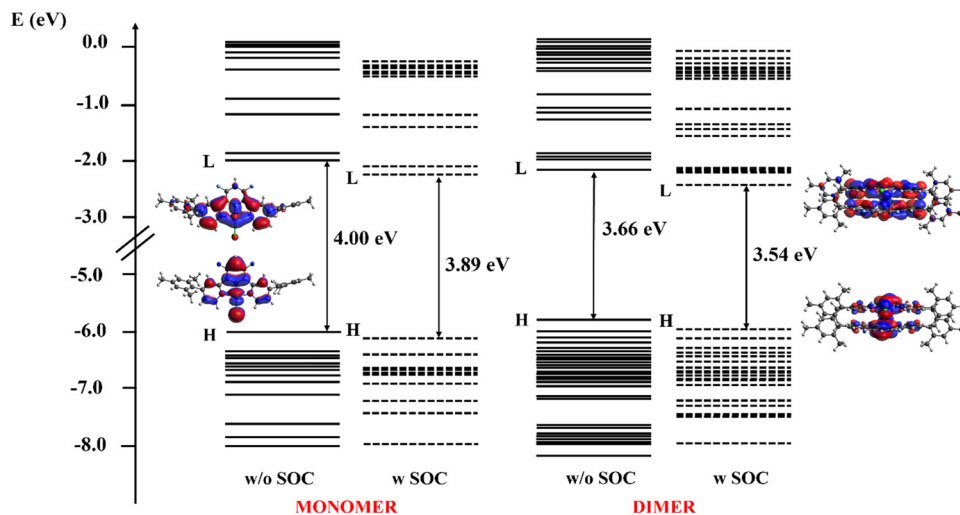 E (eV)
0.0
-1.0
-2.0
-3.0
-5.0
-6.0
-7.0
-8.0
L
H
4.00 eV
L
H
3.89 eV
L
H
3.66 eV
L
H
3.54 eV
w/o SOC
w SOC
w/o SOC
w SOC
MONOMER
DIMER